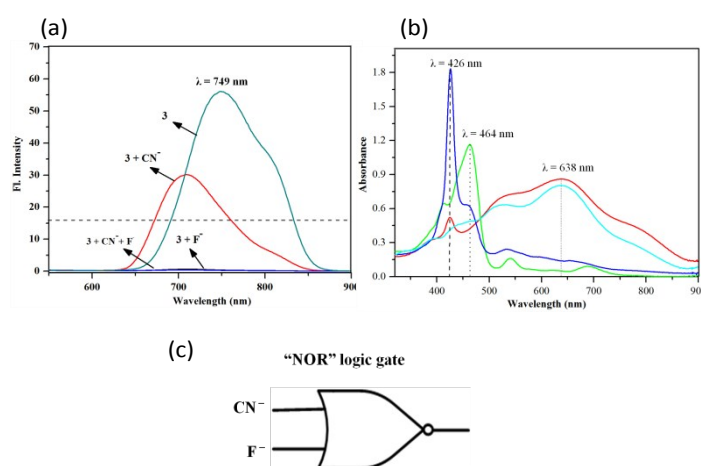 (a)
70
60
50
40
30
20
10
0
Fl. Intensity
600
700
800
900
Wavelength (nm)
λ = 749 nm
3
3 + CN⁻
3 + CN⁻ + F⁻
3 + F⁻
(b)
1.8
1.5
1.2
0.9
0.6
0.3
0.0
Absorbance
400
500
600
700
800
Wavelength (nm)
λ = 426 nm
λ = 464 nm
λ = 638 nm
(c)
“NOR” logic gate
CN⁻
F⁻